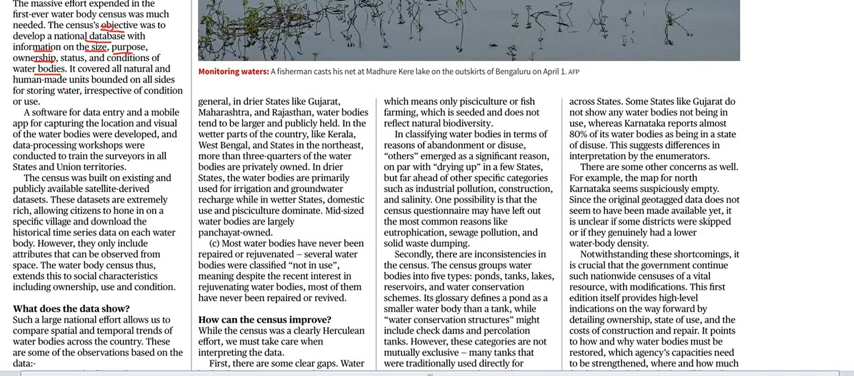 The massive effort expended in the
first-ever water body census was much
needed. The census's objective was to
develop a national database with
information on the size, purpose,
ownership, status, and conditions of
water bodies. It covered all natural and
human-made units bounded on all sides
for storing water, irrespective of condition
or use.
A software for data entry and a mobile
app for capturing the location and visual
of the water bodies were developed, and
data-processing workshops were
conducted to train the surveyors in all
States and Union territories.
The census was built on existing and
publicly available satellite-derived
datasets. These datasets are extremely
rich, allowing citizens to hone in on a
specific village and download the
historical time series data on each water
body. However, they only include
attributes that can be observed from
space. The water body census, thus,
extends this to social characteristics
including ownership, use and condition.
What does the data show?
Such a large national effort allows us to
compare spatial and temporal trends of
water bodies across the country. These
are some of the observations based on the
data:-
Monitoring waters: A fisherman casts his net at Madhure Kere lake on the outskirts of Bengaluru on April 1. AFP
general, in drier States like Gujarat,
Maharashtra, and Rajasthan, water bodies
tend to be larger and publicly held. In the
wetter parts of the country, like Kerala,
West Bengal, and States in the northeast,
more than three-quarters of the water
bodies are privately owned. In drier
States, the water bodies are primarily
used for irrigation and groundwater
recharge while in wetter States, domestic
use and pisciculture dominate. Mid-sized
water bodies are largely
panchayat-owned.
(c) Most water bodies have never been
repaired or rejuvenated – several water
bodies were classified “not in use”,
meaning despite the recent interest in
rejuvenating water bodies, most of them
have never been repaired or revived.
How can the census improve?
While the census was a clearly Herculean
effort, we must take care when
interpreting the data.
First, there are some clear gaps. Water
which means only pisciculture or fish
farming, which is seeded and does not
reflect natural biodiversity.
In classifying water bodies in terms of
reasons of abandonment or disuse,
“others” emerged as a significant reason,
on par with “drying up” in a few States,
but far ahead of other specific categories
such as industrial pollution, construction,
and salinity. One possibility is that the
census questionnaire may have left out
the most common reasons like
eutrophication, sewage pollution, and
solid waste dumping.
Secondly, there are inconsistencies in
the census. The census groups water
bodies into five types: ponds, tanks, lakes,
reservoirs, and water conservation
schemes. Its glossary defines a pond as a
smaller water body than a tank, while
“water conservation structures” might
include check dams and percolation
tanks. However, these categories are not
mutually exclusive – many tanks that
were traditionally used directly for
across States. Some States like Gujarat do
not show any water bodies not being in
use, whereas Karnataka reports almost
80% of its water bodies as being in a state
of disuse. This suggests differences in
interpretation by the enumerators.
There are some other concerns as well.
For example, the map for north
Karnataka seems suspiciously empty.
Since the original geotagged data does not
seem to have been made available yet, it
is unclear if some districts were skipped
or if they genuinely had a lower
water-body density.
Notwithstanding these shortcomings, it
is crucial that the government continue
such nationwide censuses of a vital
resource, with modifications. This first
edition itself provides high-level
indications on the way forward by
detailing ownership, state of use, and the
costs of construction and repair. It points
to how and why water bodies must be
restored, which agency's capacities need
to be strengthened, where and how much